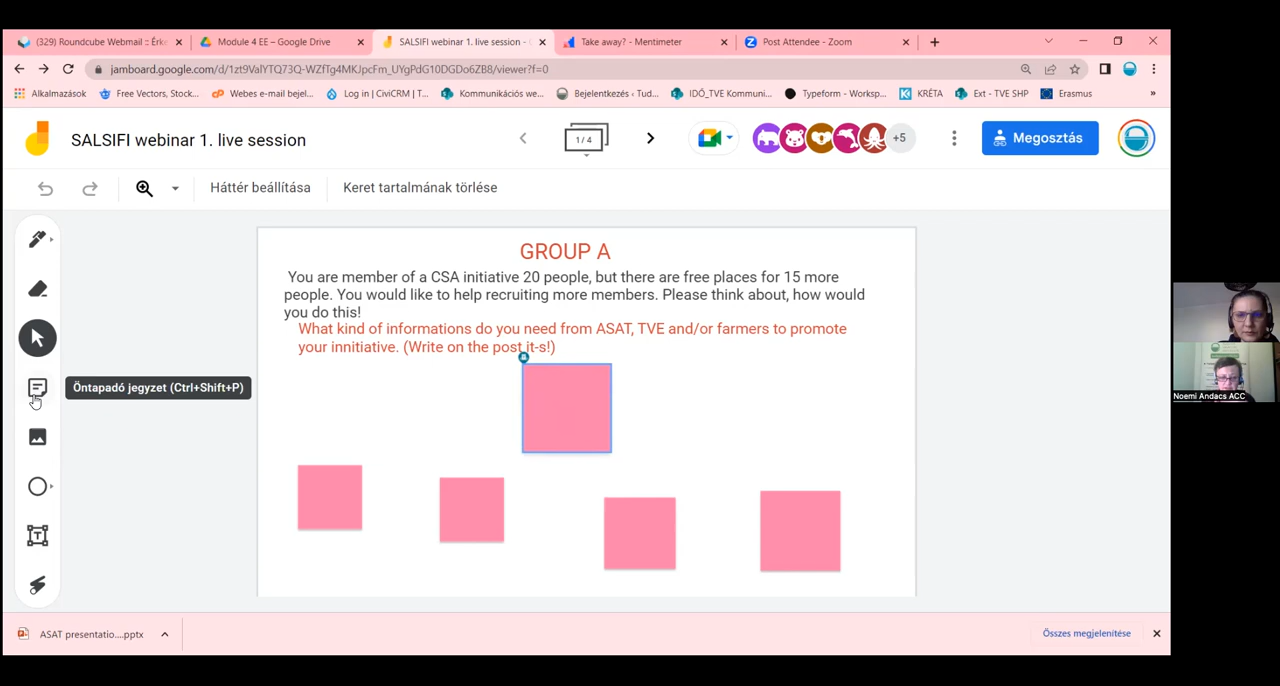 (329) Roundcube Webmail :: Érke
Module 4 EE – Google Drive
SALSIFI webinar 1. live session -
Take away? - Mentimeter
Post Attendee - Zoom
jamboard.google.com/d/1zt9ValYTQ73Q-WZfTg4MKJpcFm_UYgPdG10DGDo6ZB8/viewer?f=0
Alkalmazások
Free Vectors, Stock...
Webes e-mail bejel...
Log in | CiviCRM | T...
Kommunikációs we...
Bejelentkezés ‹ Tud...
IDŐ_TVE Kommuni...
Typeform - Worksp...
KRÉTA
Ext - TVE SHP
Erasmus
»
SALSIFI webinar 1. live session
1/4
+5
Megosztás
Háttér beállítása
Keret tartalmának törlése
GROUP A
You are member of a CSA initiative 20 people, but there are free places for 15 more
people. You would like to help recruiting more members. Please think about, how would
you do this!
What kind of informations do you need from ASAT, TVE and/or farmers to promote
your innitiative. (Write on the post it-s!)
Öntapadó jegyzet (Ctrl+Shift+P)
Noemi Andacs ACC
ASAT presentatio....pptx
Összes megjelenítése